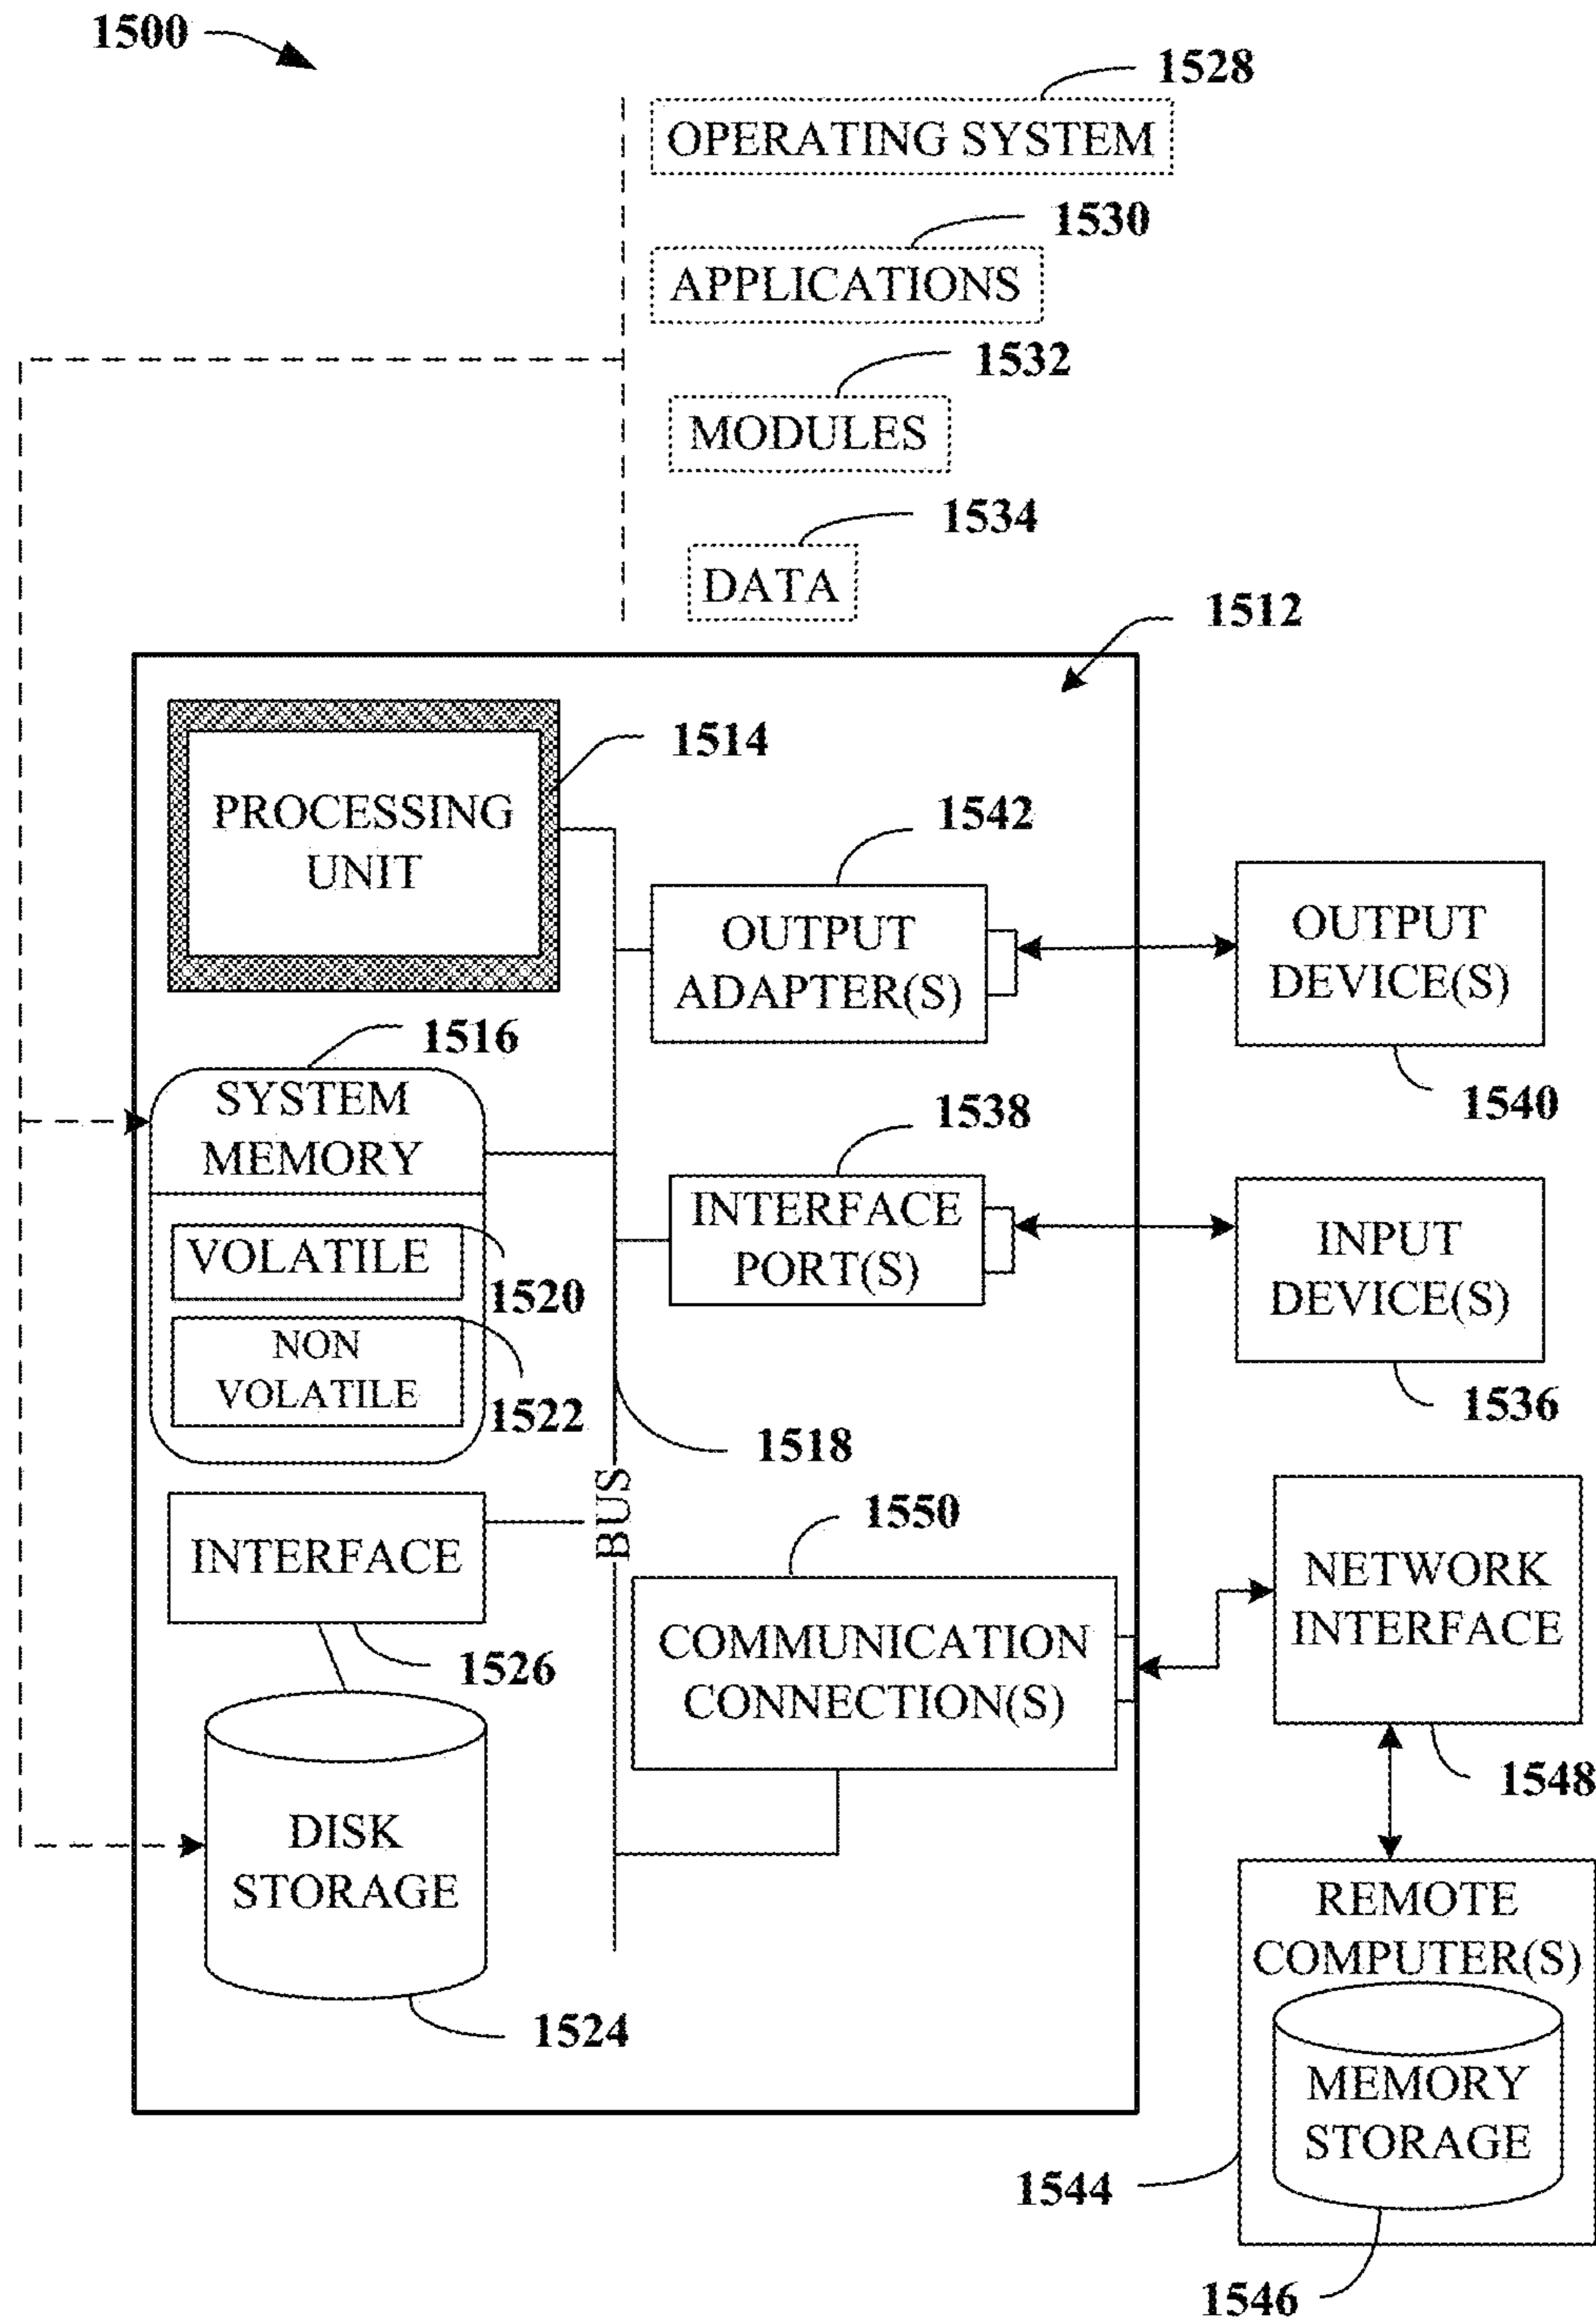 1500
1528
OPERATING SYSTEM
1530
APPLICATIONS
1532
MODULES
1534
DATA
1512
PROCESSING
UNIT
1514
1542
OUTPUT
ADAPTER(S)
OUTPUT
DEVICE(S)
1540
1516
SYSTEM
MEMORY
VOLATILE
1520
NON
VOLATILE
1522
1538
INTERFACE
PORT(S)
INPUT
DEVICE(S)
1536
1518
BUS
INTERFACE
1526
1550
COMMUNICATION
CONNECTION(S)
NETWORK
INTERFACE
1548
DISK
STORAGE
1524
REMOTE
COMPUTER(S)
MEMORY
STORAGE
1544
1546